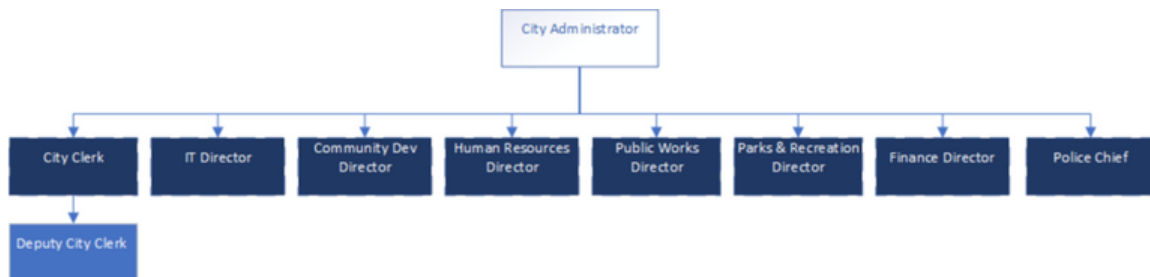 City Administrator
City Clerk
IT Director
Community Dev
Director
Human Resources
Director
Public Works
Director
Parks & Recreation
Director
Finance Director
Police Chief
Deputy City Clerk